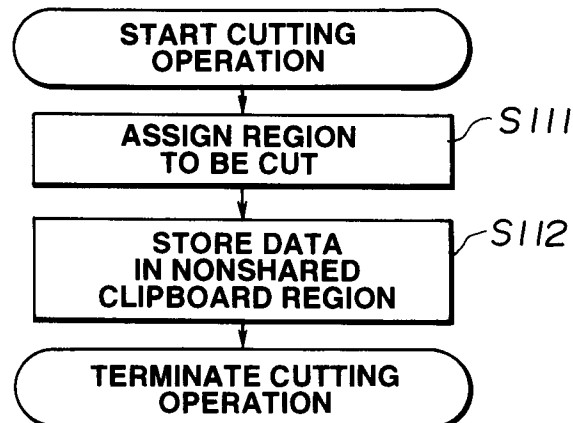 START CUTTING
OPERATION
ASSIGN REGION
TO BE CUT
S111
STORE DATA
IN NONSHARED
CLIPBOARD REGION
S112
TERMINATE CUTTING
OPERATION